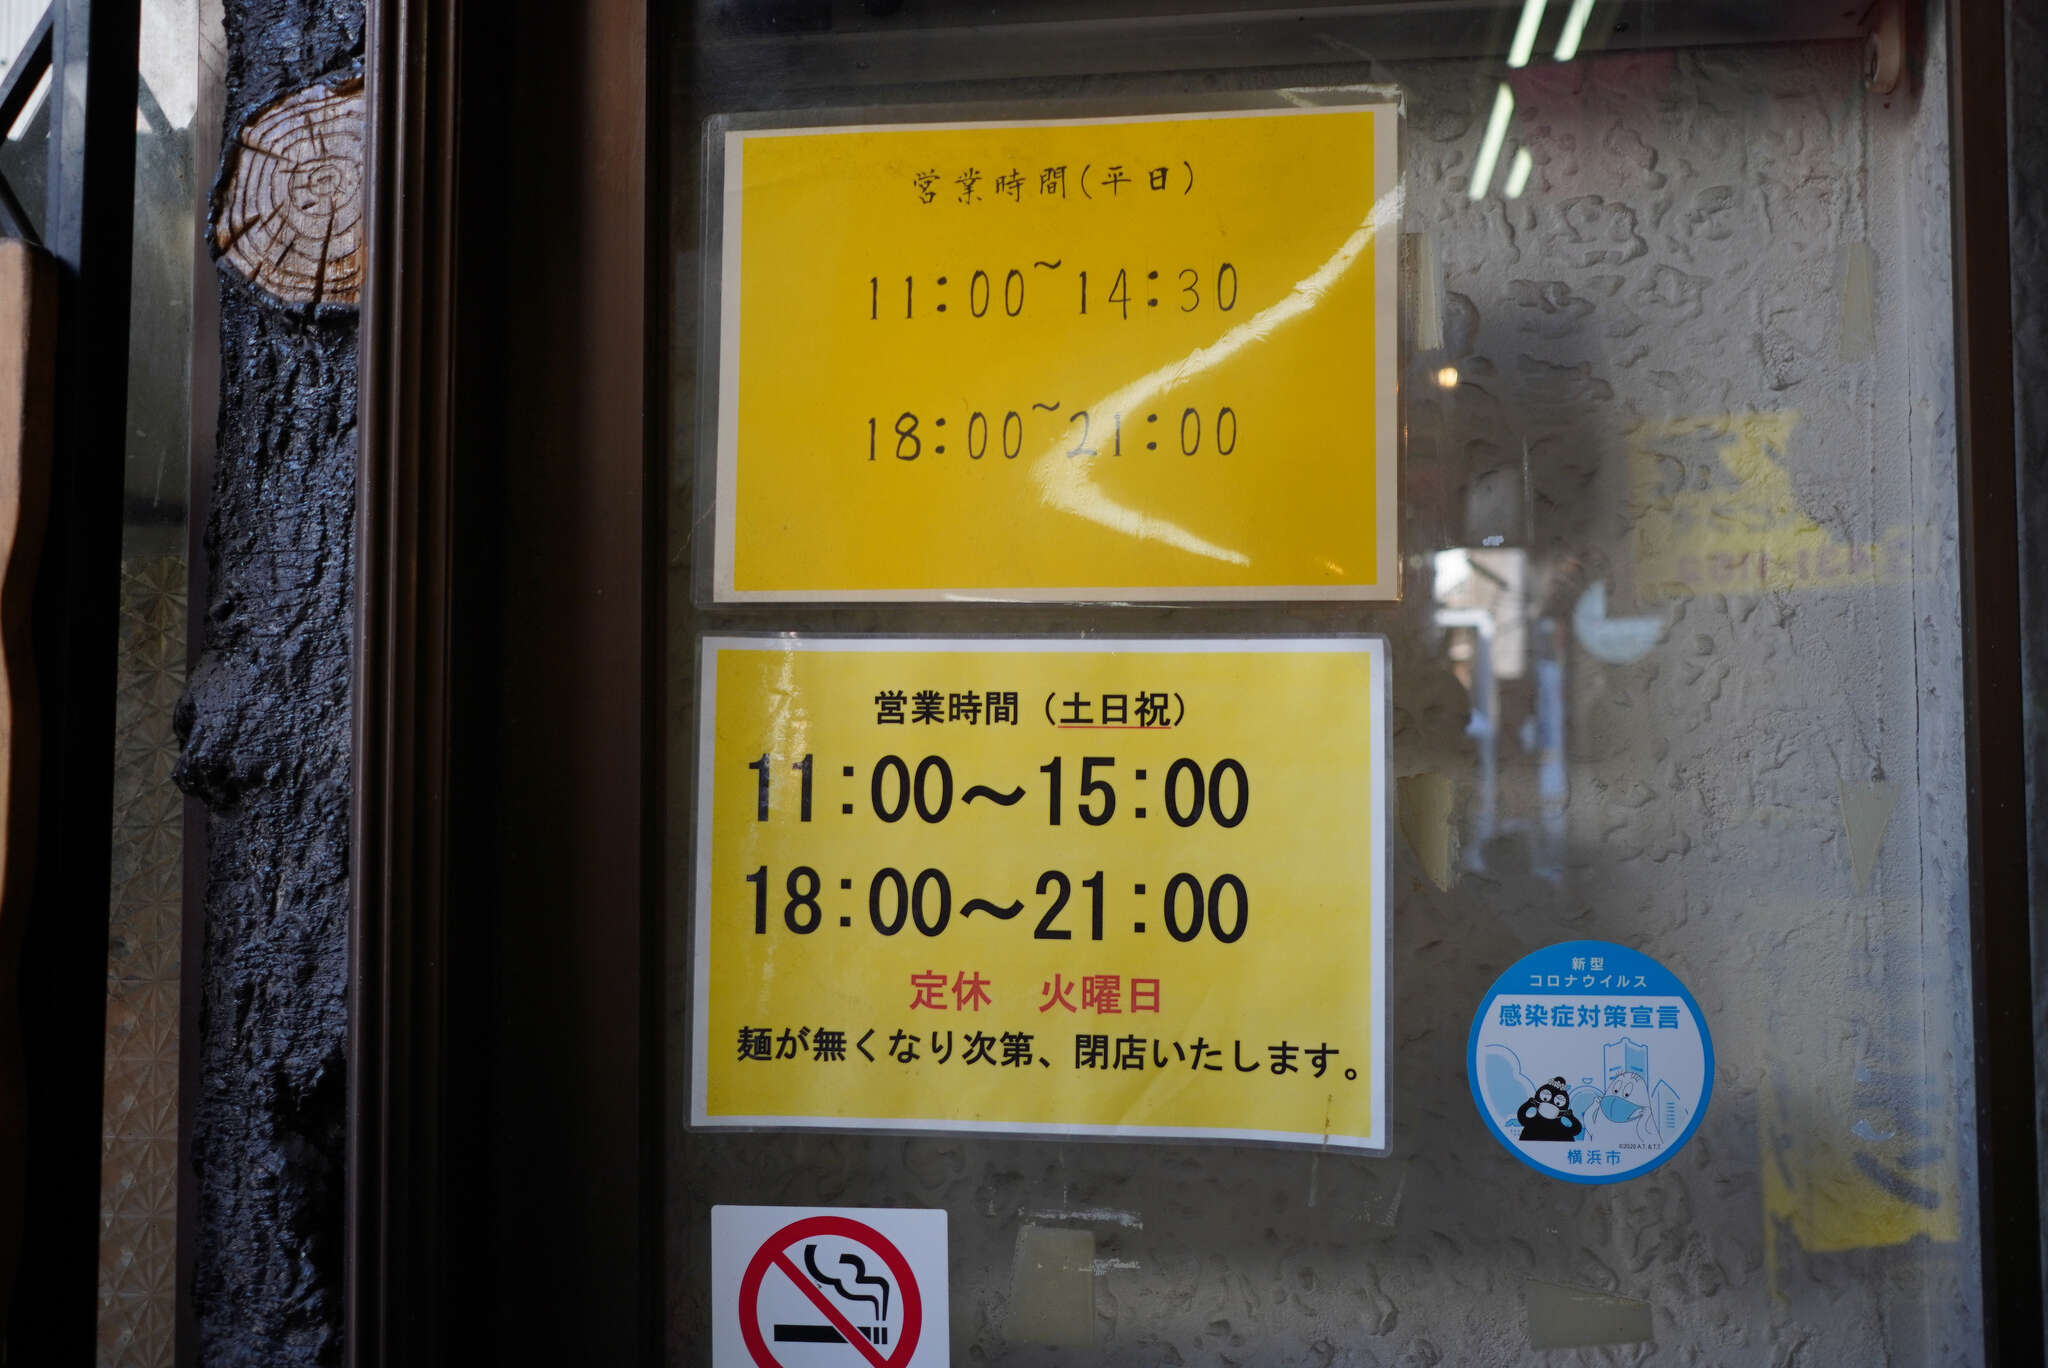 営業時間(平日)
11:00~14:30
18:00~21:00
営業時間（土日祝）
11:00～15:00
18:00～21:00
定休　火曜日
麺が無くなり次第、閉店いたします。
新型
コロナウイルス
感染症対策宣言
©2020 A.T.&T.T.
横浜市